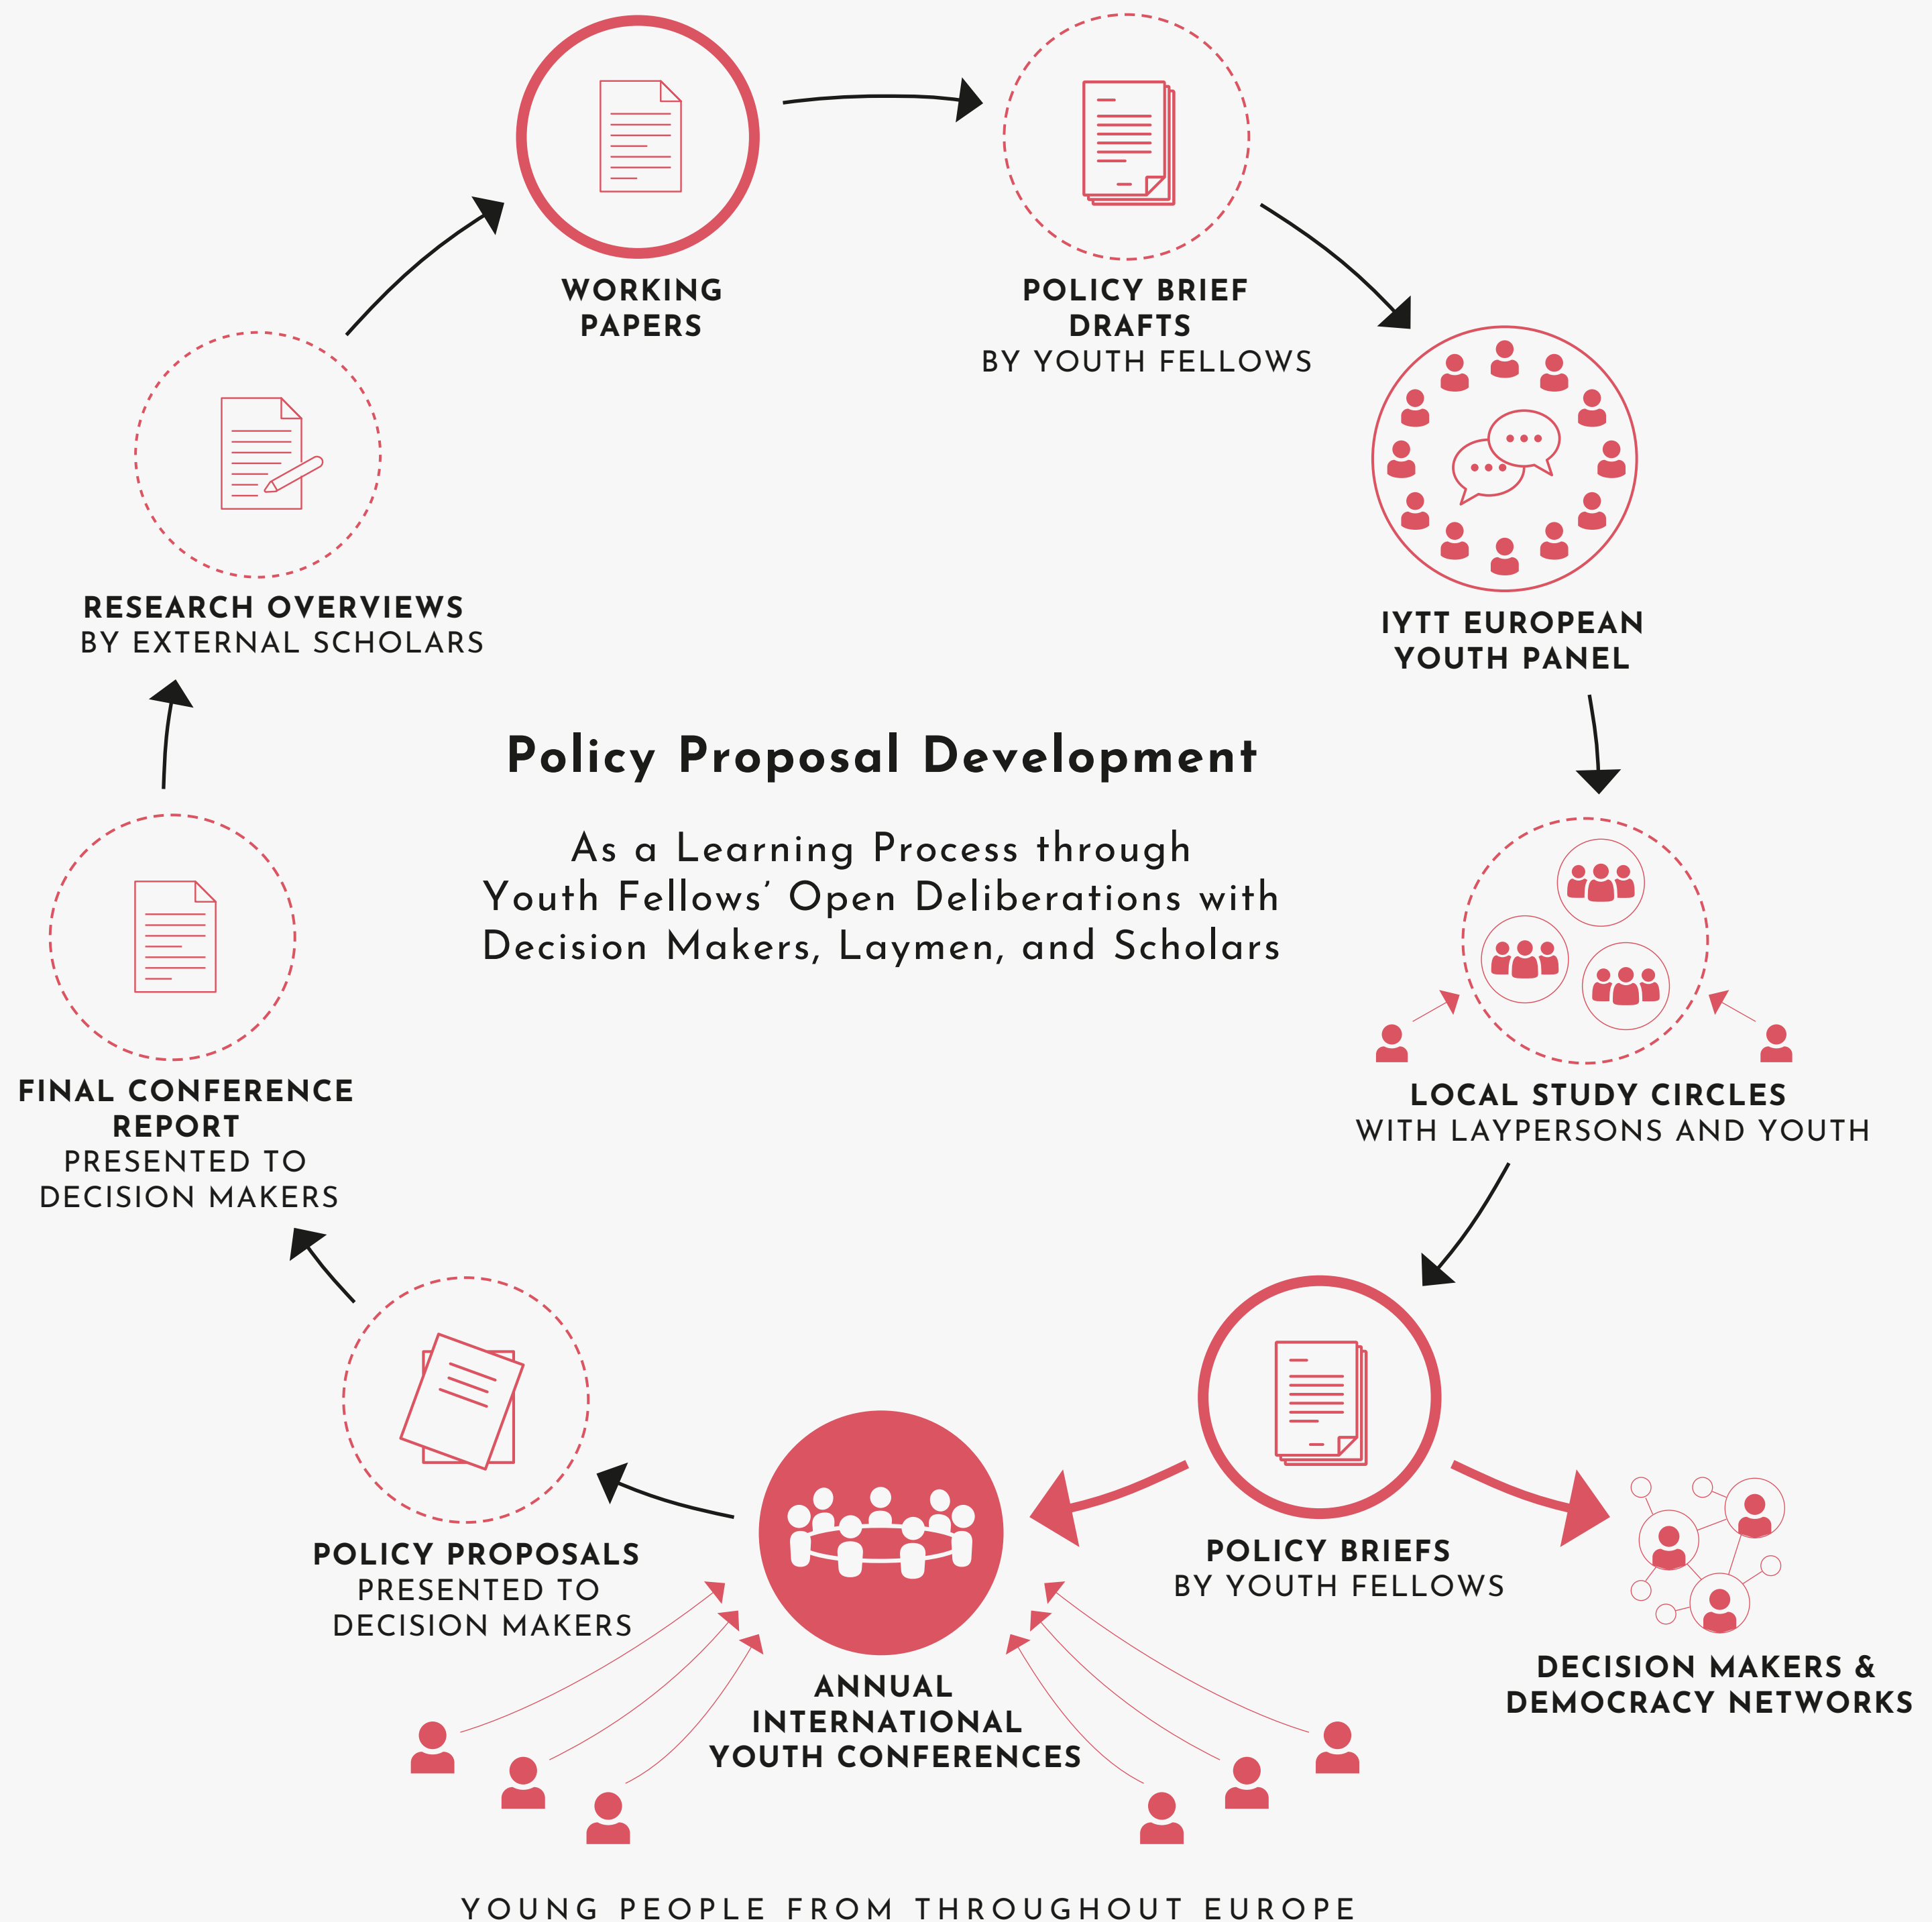 WORKING
PAPERS
POLICY BRIEF
DRAFTS
BY YOUTH FELLOWS
RESEARCH OVERVIEWS
BY EXTERNAL SCHOLARS
IYTT EUROPEAN
YOUTH PANEL
Policy Proposal Development
As a Learning Process through
Youth Fellows’ Open Deliberations with
Decision Makers, Laymen, and Scholars
FINAL CONFERENCE
REPORT
PRESENTED TO
DECISION MAKERS
LOCAL STUDY CIRCLES
WITH LAYPERSONS AND YOUTH
POLICY PROPOSALS
PRESENTED TO
DECISION MAKERS
POLICY BRIEFS
BY YOUTH FELLOWS
ANNUAL
INTERNATIONAL
YOUTH CONFERENCES
DECISION MAKERS &
DEMOCRACY NETWORKS
YOUNG PEOPLE FROM THROUGHOUT EUROPE